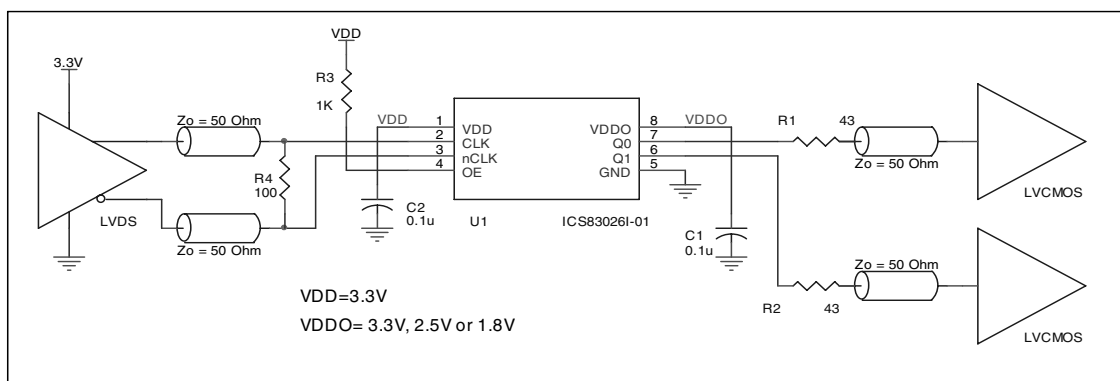 VDD
3.3V
R3
1K
Zo = 50 Ohm
R4
100
LVDS
Zo = 50 Ohm
VDD
1
2
3
4
VDD
CLK
nCLK
OE
VDDO
Q0
Q1
GND
8
7
6
5
VDDO
U1
ICS83026I-01
C2
0.1u
C1
0.1u
R1
43
Zo = 50 Ohm
LVCMOS
R2
43
Zo = 50 Ohm
LVCMOS
VDD=3.3V
VDDO= 3.3V, 2.5V or 1.8V